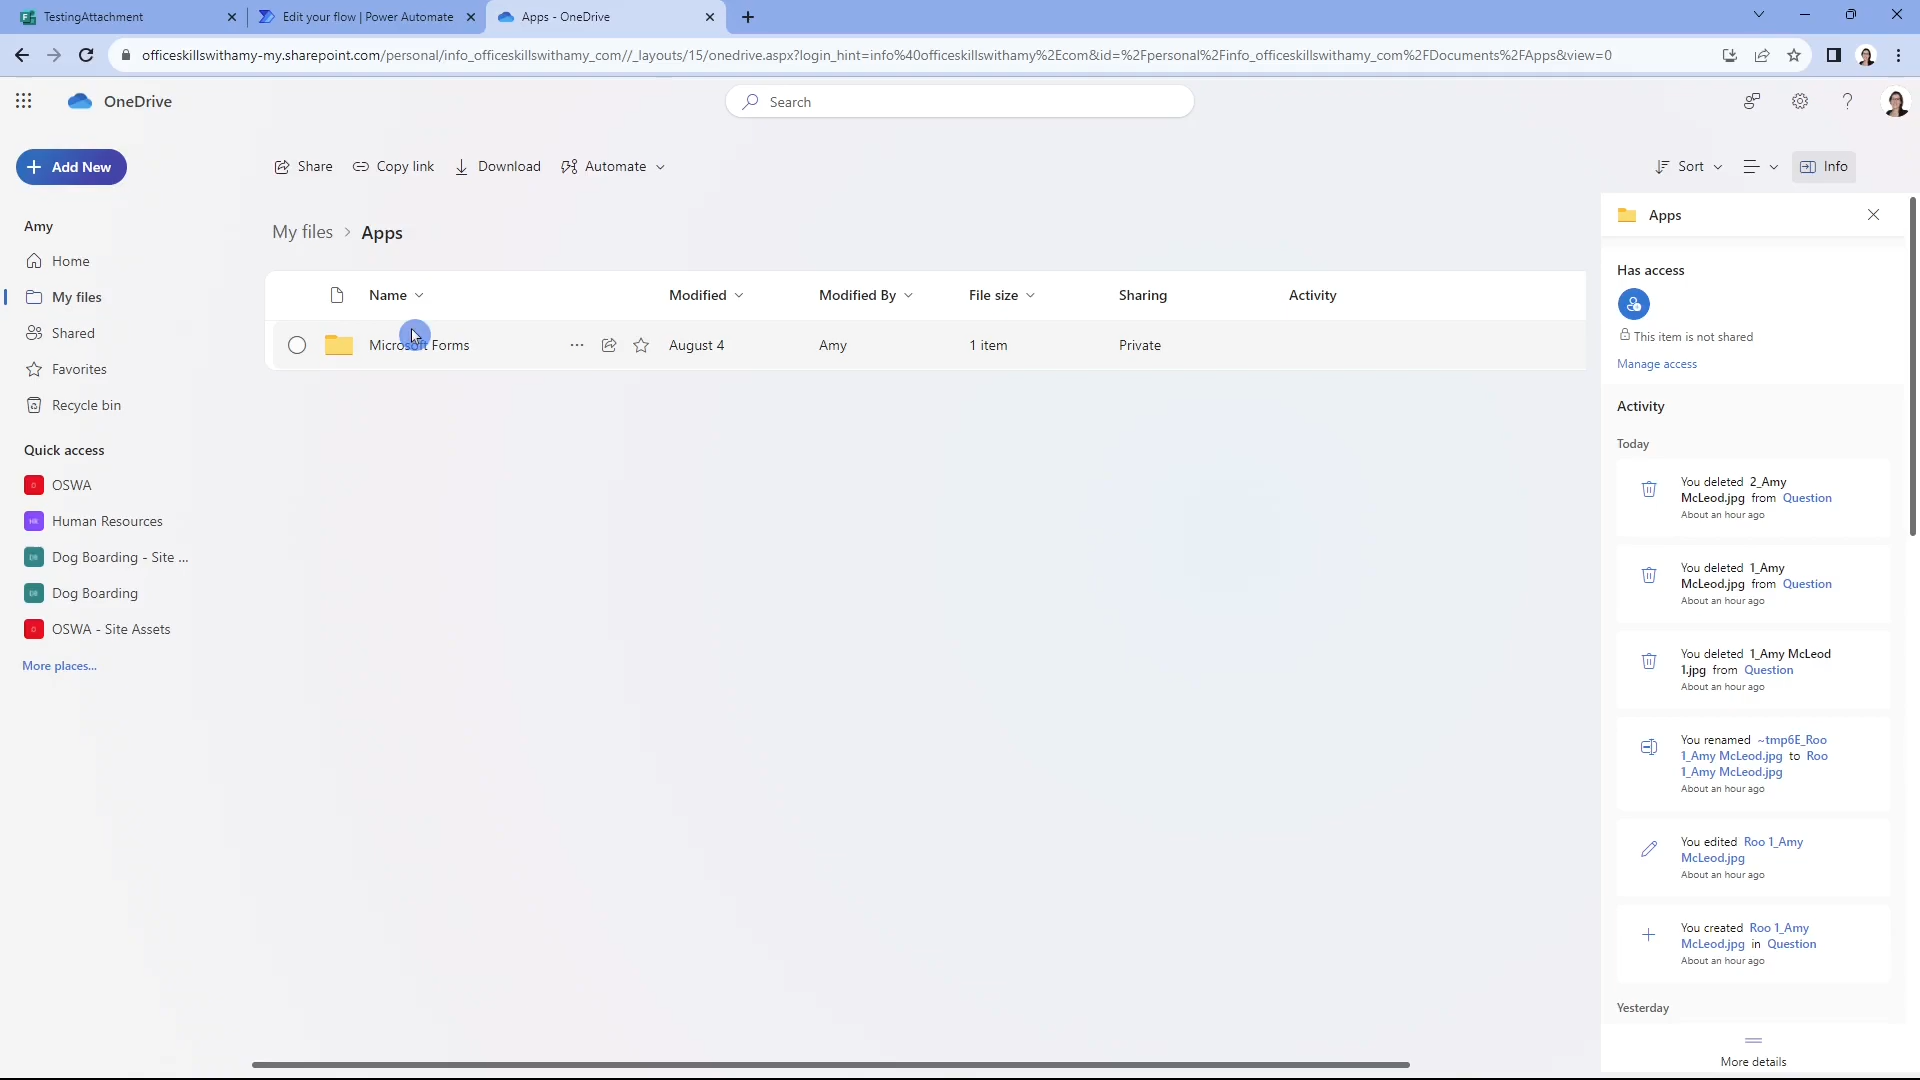 TestingAttachment
Edit your flow | Power Automate
Apps - OneDrive
officeskillswithamy-my.sharepoint.com/personal/info_officeskillswithamy_com//_layouts/15/onedrive.aspx?login_hint=info%40officeskillswithamy%2Ecom&id=%2Fpersonal%2Finfo_officeskillswithamy_com%2FDocuments%2FApps&view=0
OneDrive
Search
Add New
Share
Copy link
Download
Automate
Sort
Info
Amy
Home
My files
Shared
Favorites
Recycle bin
Quick access
OSWA
HR Human Resources
Dog Boarding - Site ...
Dog Boarding
OSWA - Site Assets
More places...
My files > Apps
Name
Modified
Modified By
File size
Sharing
Activity
Microsoft Forms
August 4
Amy
1 item
Private
Apps
Has access
This item is not shared
Manage access
Activity
Today
You deleted 2_Amy
McLeod.jpg from Question
About an hour ago
You deleted 1_Amy
McLeod.jpg from Question
About an hour ago
You deleted 1_Amy McLeod
1.jpg from Question
About an hour ago
You renamed ~tmp6E_Roo
1_Amy McLeod.jpg to Roo
1_Amy McLeod.jpg
About an hour ago
You edited Roo 1_Amy
McLeod.jpg
About an hour ago
You created Roo 1_Amy
McLeod.jpg in Question
About an hour ago
Yesterday
More details